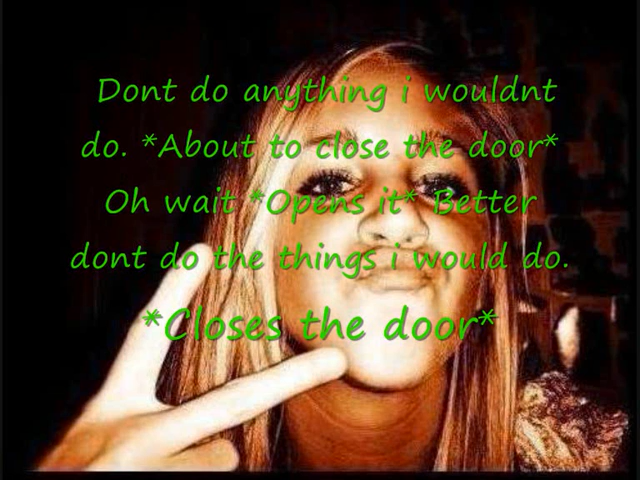 Dont do anything i wouldnt
do. *About to close the door*
Oh wait *Opens it* Better
dont do the things i would do.
*Closes the door*